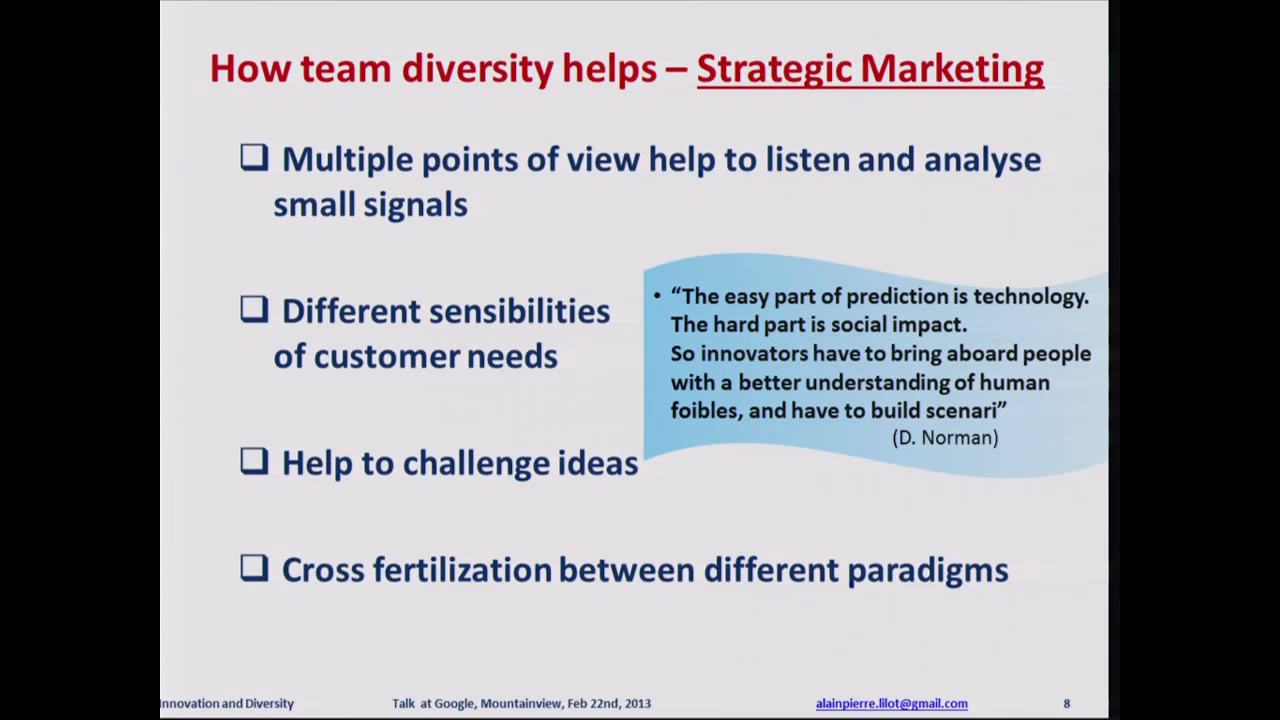 How team diversity helps – Strategic Marketing
❑ Multiple points of view help to listen and analyse
small signals
❑ Different sensibilities
of customer needs
• “The easy part of prediction is technology.
The hard part is social impact.
So innovators have to bring aboard people
with a better understanding of human
foibles, and have to build scenari”
(D. Norman)
❑ Help to challenge ideas
❑ Cross fertilization between different paradigms
Innovation and Diversity Talk at Google, Mountainview, Feb 22nd, 2013 alainpierre.lilot@gmail.com 8